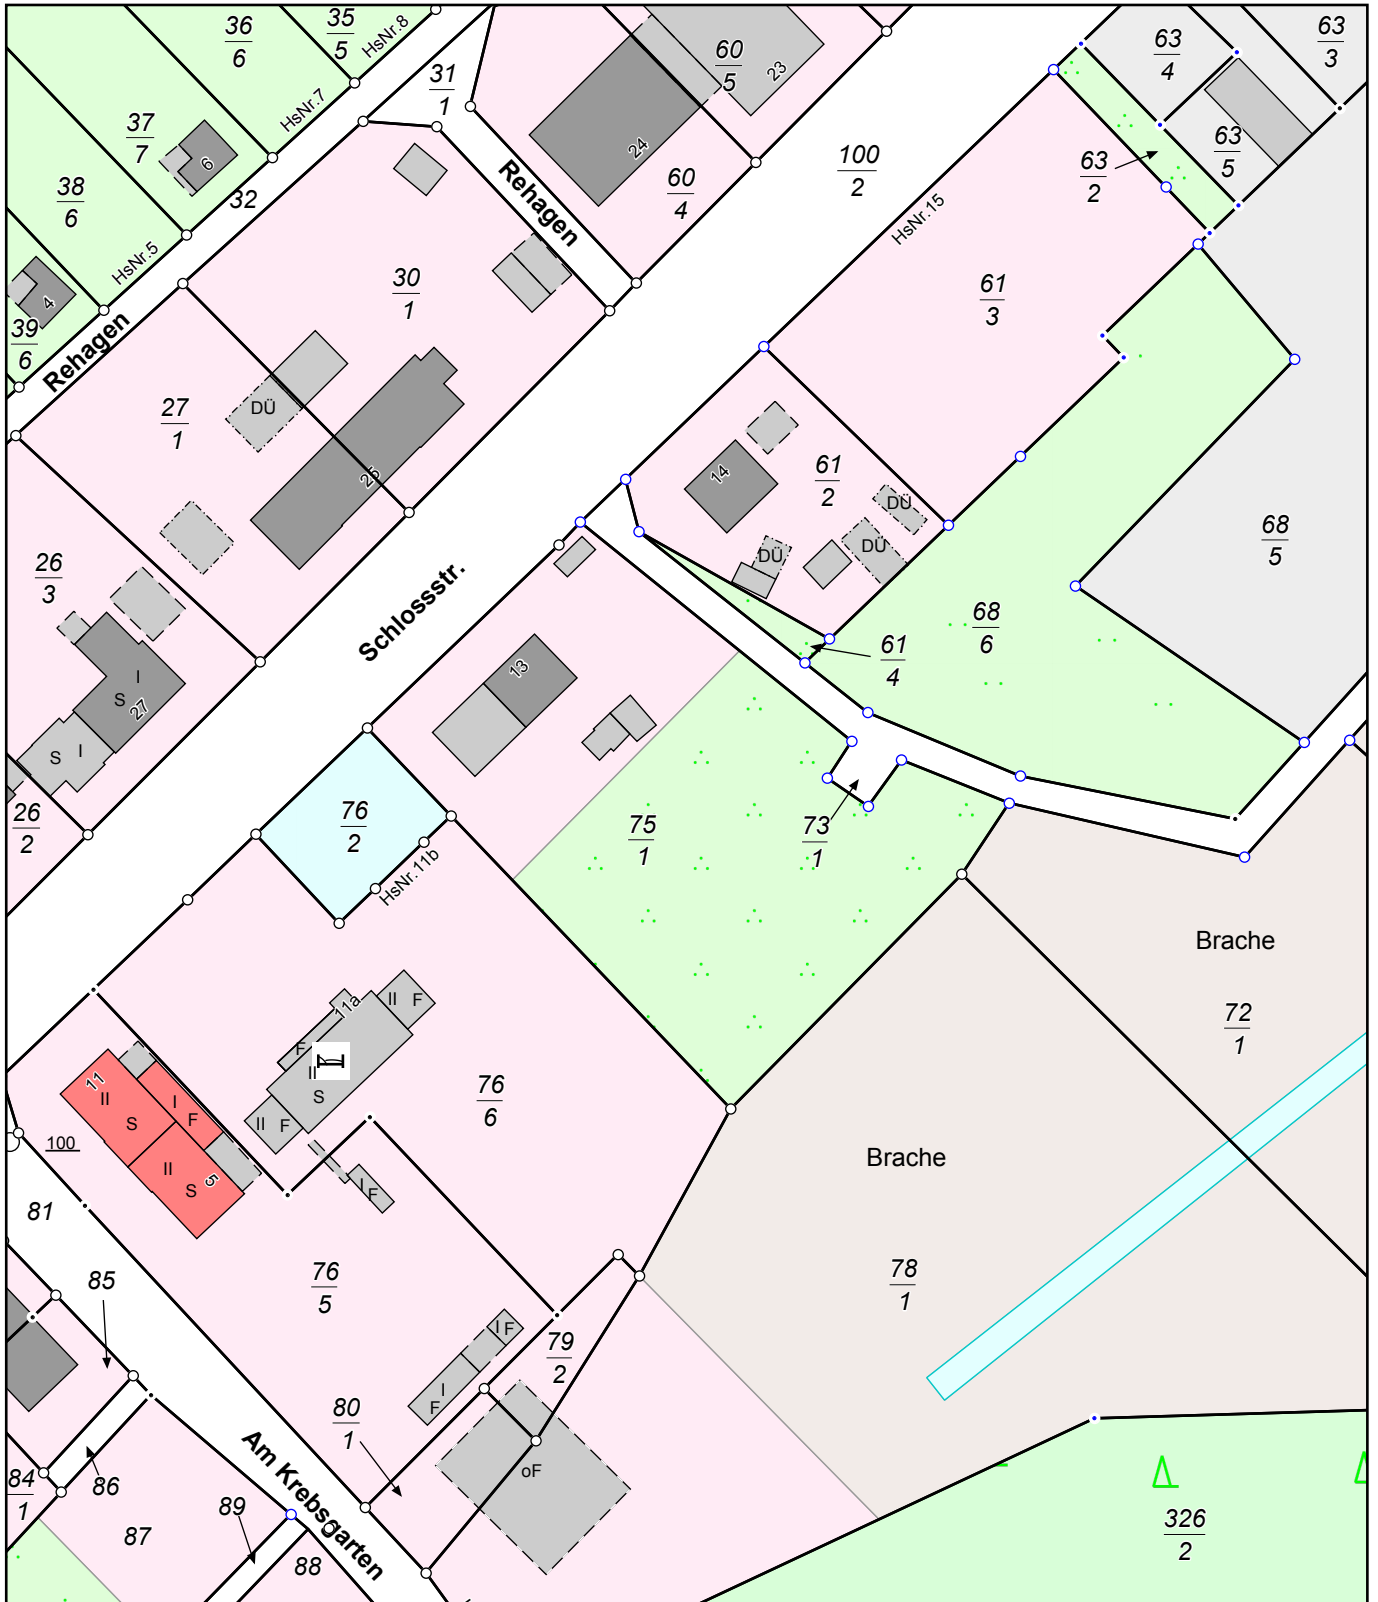 36
6
35
5
HsNr.8
31
1
60
5
23
63
4
63
3
37
7
6
HsNr.7
24
Rehagen
60
4
100
2
63
2
63
5
38
6
32
HsNr.5
HsNr.15
4
39
6
Rehagen
30
1
61
3
27
1
DÜ
25
14
61
2
DÜ
DÜ
DÜ
68
5
26
3
Schlossstr.
68
6
61
4
13
I
S
27
S
I
26
2
76
2
HsNr.11b
75
1
73
1
Brache
72
1
11a
II
F
F
II
S
II
F
76
6
11
II
S
I
F
II
S
5
100
I
F
Brache
81
85
76
5
78
1
I
F
79
2
I
F
80
1
oF
84
1
86
Am Krebsgarten
89
87
88
326
2